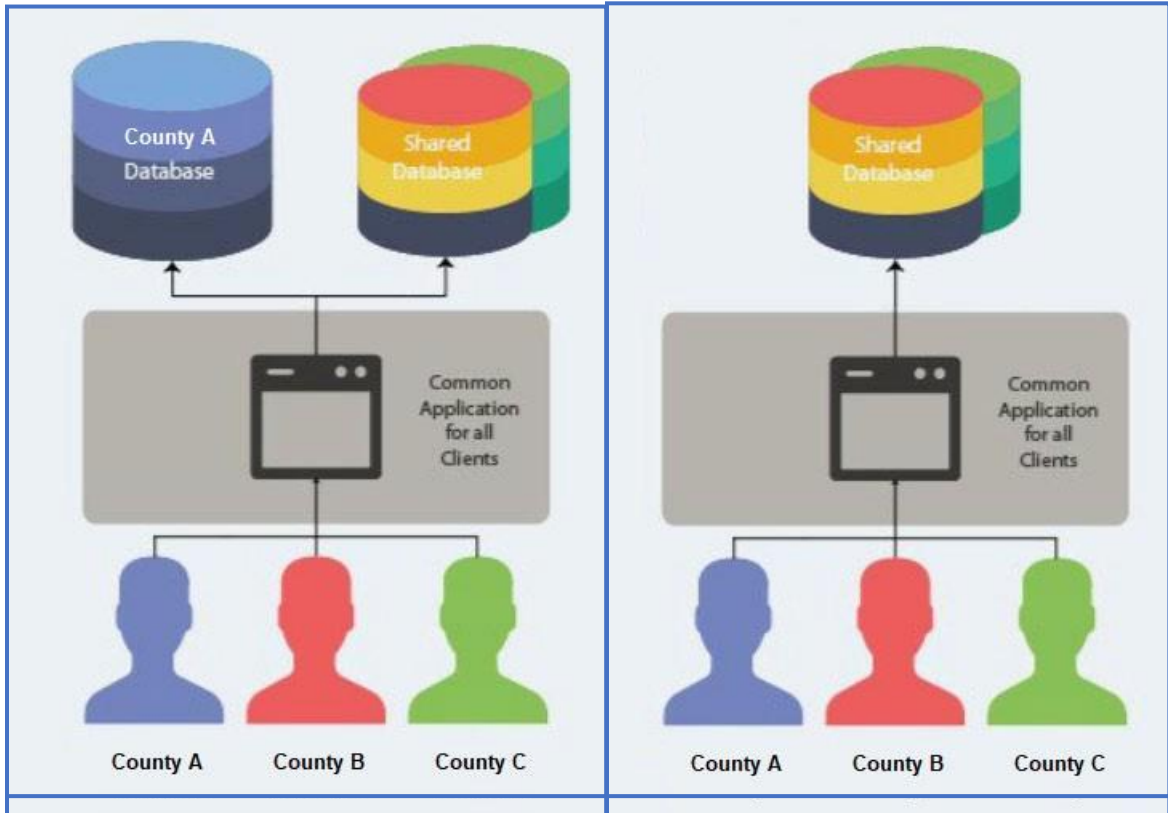 County A
Database
Shared
Database
Common
Application
for all
Clients
County A
County B
County C
Shared
Database
Common
Application
for all
Clients
County A
County B
County C